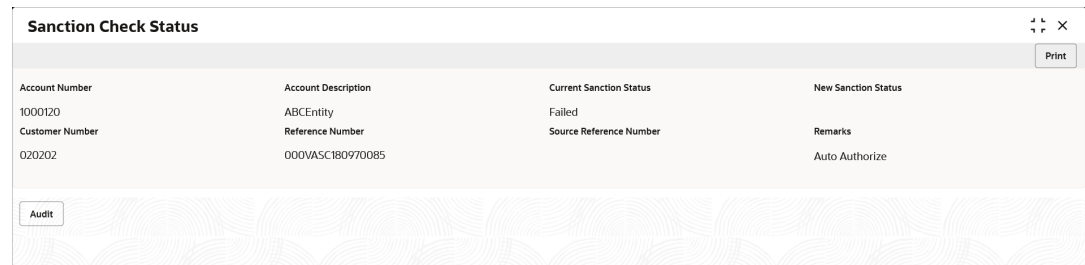 Sanction Check Status
Print
Account Number Account Description Current Sanction Status New Sanction Status
1000120 ABCEntity Failed
Customer Number Reference Number Source Reference Number Remarks
020202 000VASC180970085 Auto Authorize
Audit